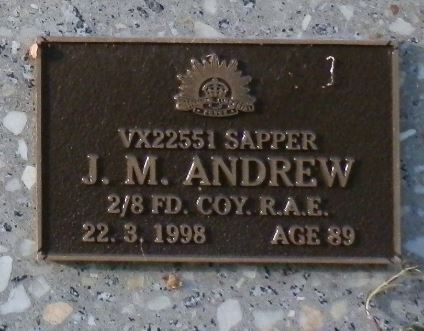 VX22551 SAPPER
J. M. ANDREW
2/8 FD. COY. R.A.E.
22. 3. 1998 AGE 89